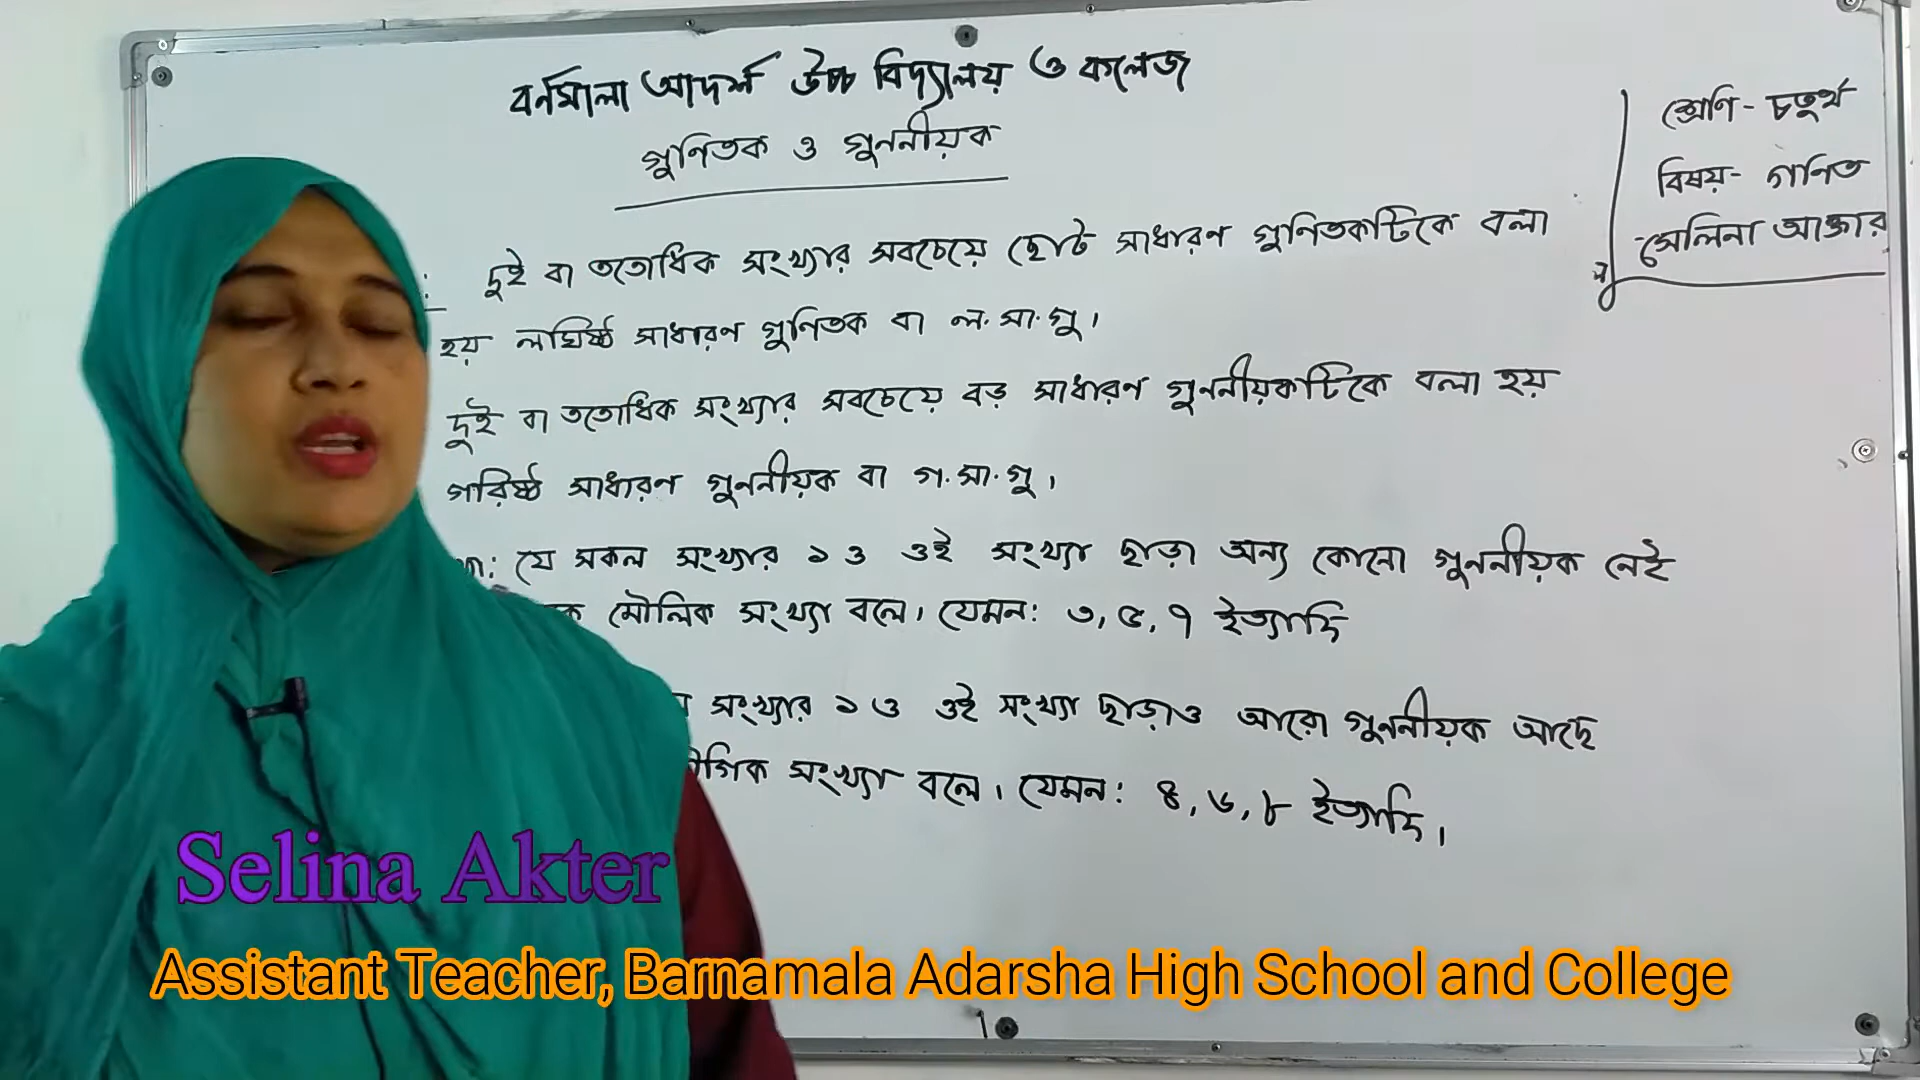 বর্নমালা আদর্শ উচ্চ বিদ্যালয় ও কলেজ
গুণিতক ও গুননীয়ক
শ্রেণি - চতুর্থ
বিষয় - গনিত
সেলিনা আক্তার
: দুই বা ততোধিক সংখ্যার সবচেয়ে ছোট সাধারণ গুণিতকটিকে বলা
হয় লঘিষ্ঠ সাধারণ গুণিতক বা ল. সা. গু।
দুই বা ততোধিক সংখ্যার সবচেয়ে বড় সাধারণ গুননীয়কটিকে বলা হয়
গরিষ্ঠ সাধারণ গুননীয়ক বা গ. সা. গু।
: যে সকল সংখ্যার ১ ও ওই সংখ্যা ছাড়া অন্য কোনো গুননীয়ক নেই
মৌলিক সংখ্যা বলে। যেমন: ৩, ৫, ৭ ইত্যাদি
সংখ্যার ১ ও ওই সংখ্যা ছাড়াও আরো গুননীয়ক আছে
সংখ্যা বলে। যেমন: ৪, ৬, ৮ ইত্যাদি।
Selina Akter
Assistant Teacher, Barnamala Adarsha High School and College